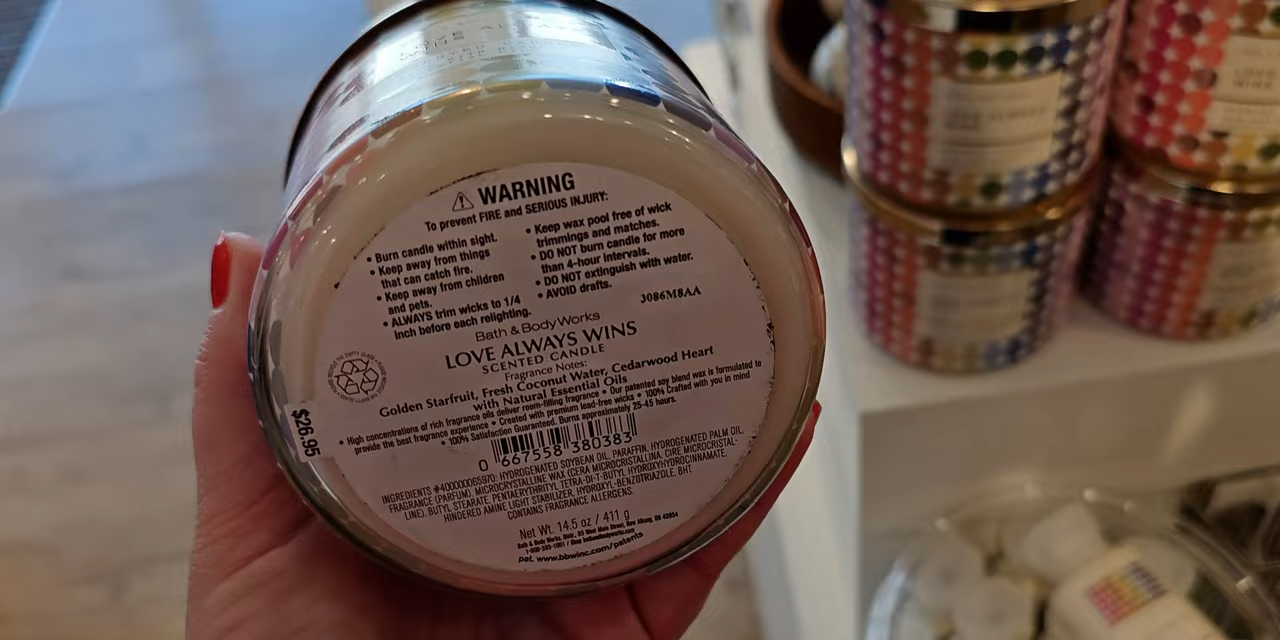 WARNING
To prevent FIRE and SERIOUS INJURY:
• Burn candle within sight.
• Keep away from things
that can catch fire.
• Keep away from children
and pets.
• ALWAYS trim wicks to 1/4
inch before each relighting.
• Keep wax pool free of wick
trimmings and matches.
• DO NOT burn candle for more
than 4-hour intervals.
• DO NOT extinguish with water.
• AVOID drafts.
3086M8AA
Bath & Body Works
LOVE ALWAYS WINS
SCENTED CANDLE
Fragrance Notes:
Golden Starfruit, Fresh Coconut Water, Cedarwood Heart
with Natural Essential Oils
• High concentrations of rich fragrance oils deliver room-filling fragrance • Our patented soy blend wax is formulated to
provide the best fragrance experience • Created with premium lead-free wicks • 100% Crafted with you in mind
• 100% Satisfaction Guaranteed. Burns approximately 25-45 hours.
$26.95
0 667558 380383
INGREDIENTS #400000065970: HYDROGENATED SOYBEAN OIL, PARAFFIN, HYDROGENATED PALM OIL,
FRAGRANCE (PARFUM), MICROCRYSTALLINE WAX (CERA MICROCRISTALLINA, CIRE MICROCRISTAL-
LINE), BUTYL STEARATE, PENTAERYTHRITYL TETRA-DI-T-BUTYL HYDROXYHYDROCINNAMATE,
HINDERED AMINE LIGHT STABILIZER, HYDROXYL-BENZOTRIAZOLE, BHT.
CONTAINS FRAGRANCE ALLERGENS.
Net Wt. 14.5 oz / 411 g
pat. www.bbwinc.com/patents